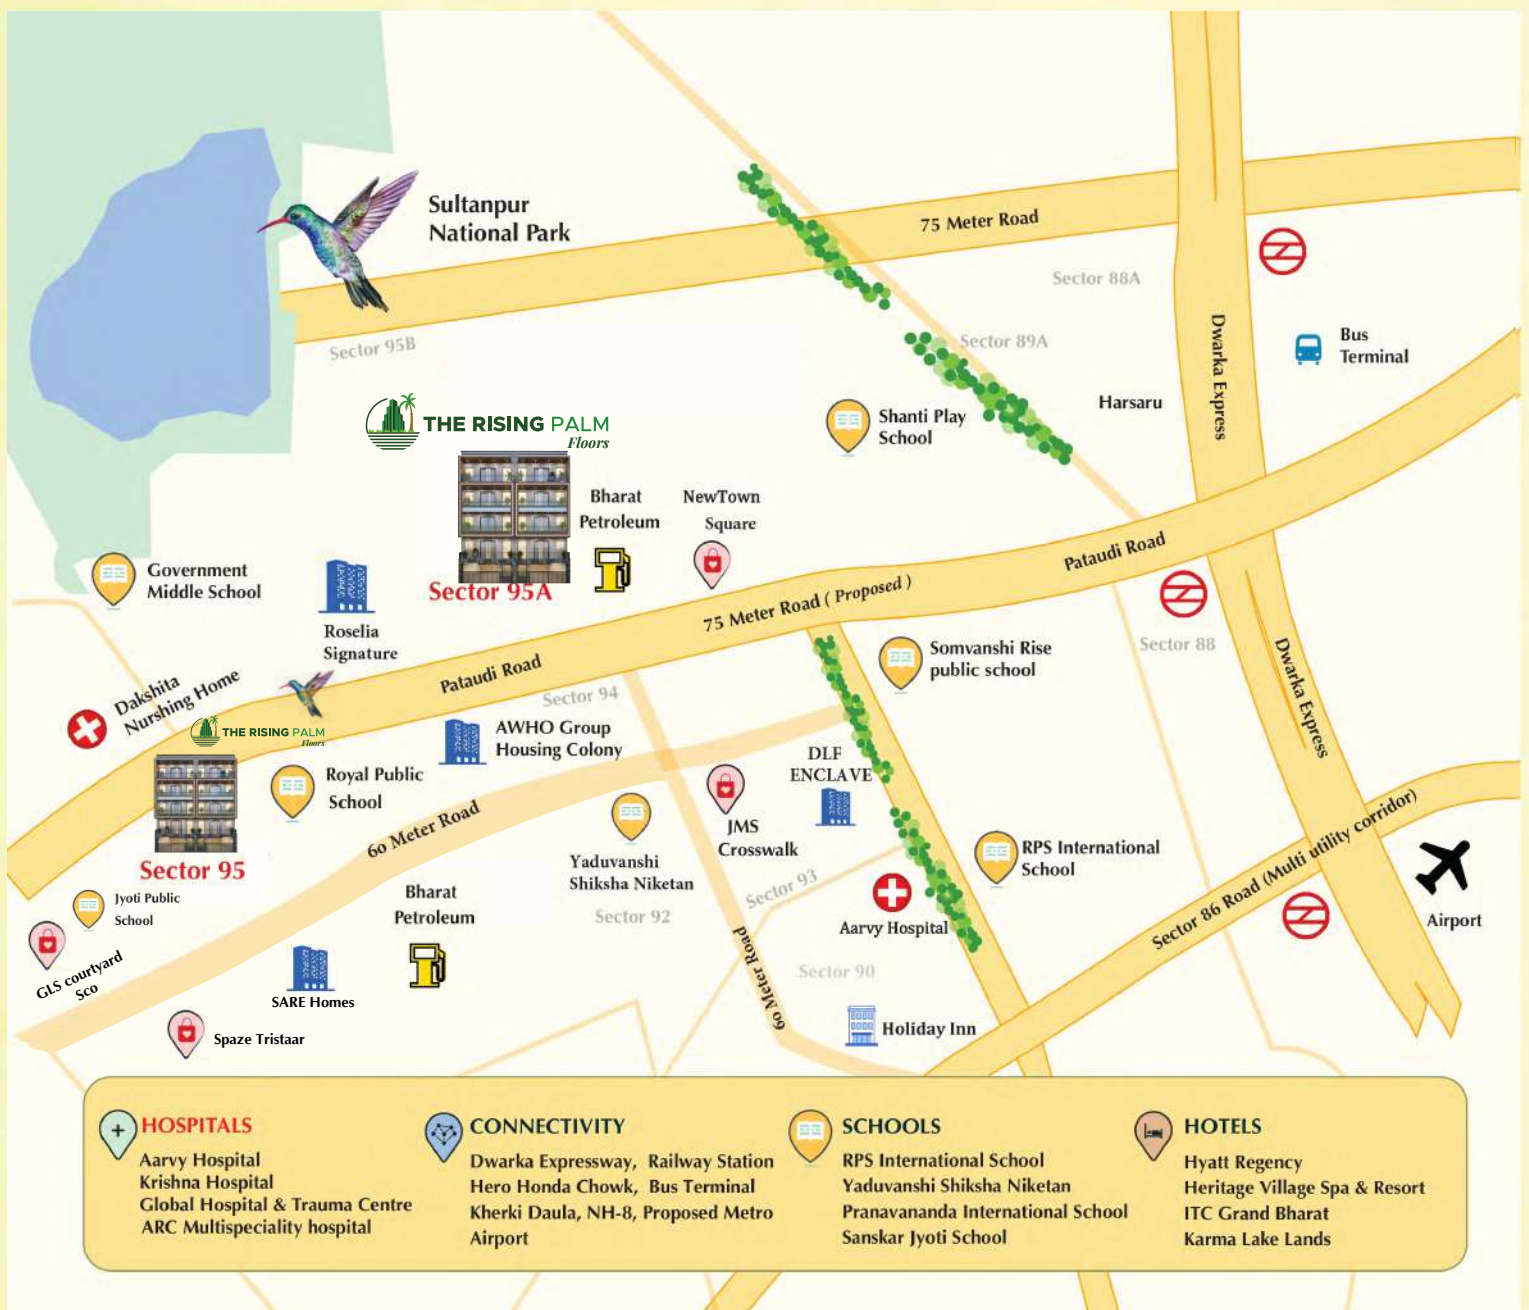 Sultanpur
National Park
75 Meter Road
Sector 88A
Sector 95B
Sector 89A
Dwarka Express
Bus
Terminal
THE RISING PALM
Floors
Shanti Play
School
Harsaru
Bharat
Petroleum
NewTown
Square
Sector 95A
Government
Middle School
Roselia
Signature
75 Meter Road ( Proposed )
Pataudi Road
Pataudi Road
Sector 94
Somvanshi Rise
public school
Sector 88
Dwarka Express
Dakshita
Nurshing Home
THE RISING PALM
Floors
AWHO Group
Housing Colony
DLF
ENCLAVE
Royal Public
School
60 Meter Road
JMS
Crosswalk
Yaduvanshi
Shiksha Niketan
RPS International
School
Sector 86 Road (Multi utility corridor)
Sector 95
Sector 93
Sector 92
Bharat
Petroleum
Jyoti Public
School
Aarvy Hospital
Airport
GLS courtyard
Sco
60 Meter Road
Sector 90
SARE Homes
Holiday Inn
Spaze Tristaar
HOSPITALS
Aarvy Hospital
Krishna Hospital
Global Hospital & Trauma Centre
ARC Multispeciality hospital
CONNECTIVITY
Dwarka Expressway, Railway Station
Hero Honda Chowk, Bus Terminal
Kherki Daula, NH-8, Proposed Metro
Airport
SCHOOLS
RPS International School
Yaduvanshi Shiksha Niketan
Pranavananda International School
Sanskar Jyoti School
HOTELS
Hyatt Regency
Heritage Village Spa & Resort
ITC Grand Bharat
Karma Lake Lands